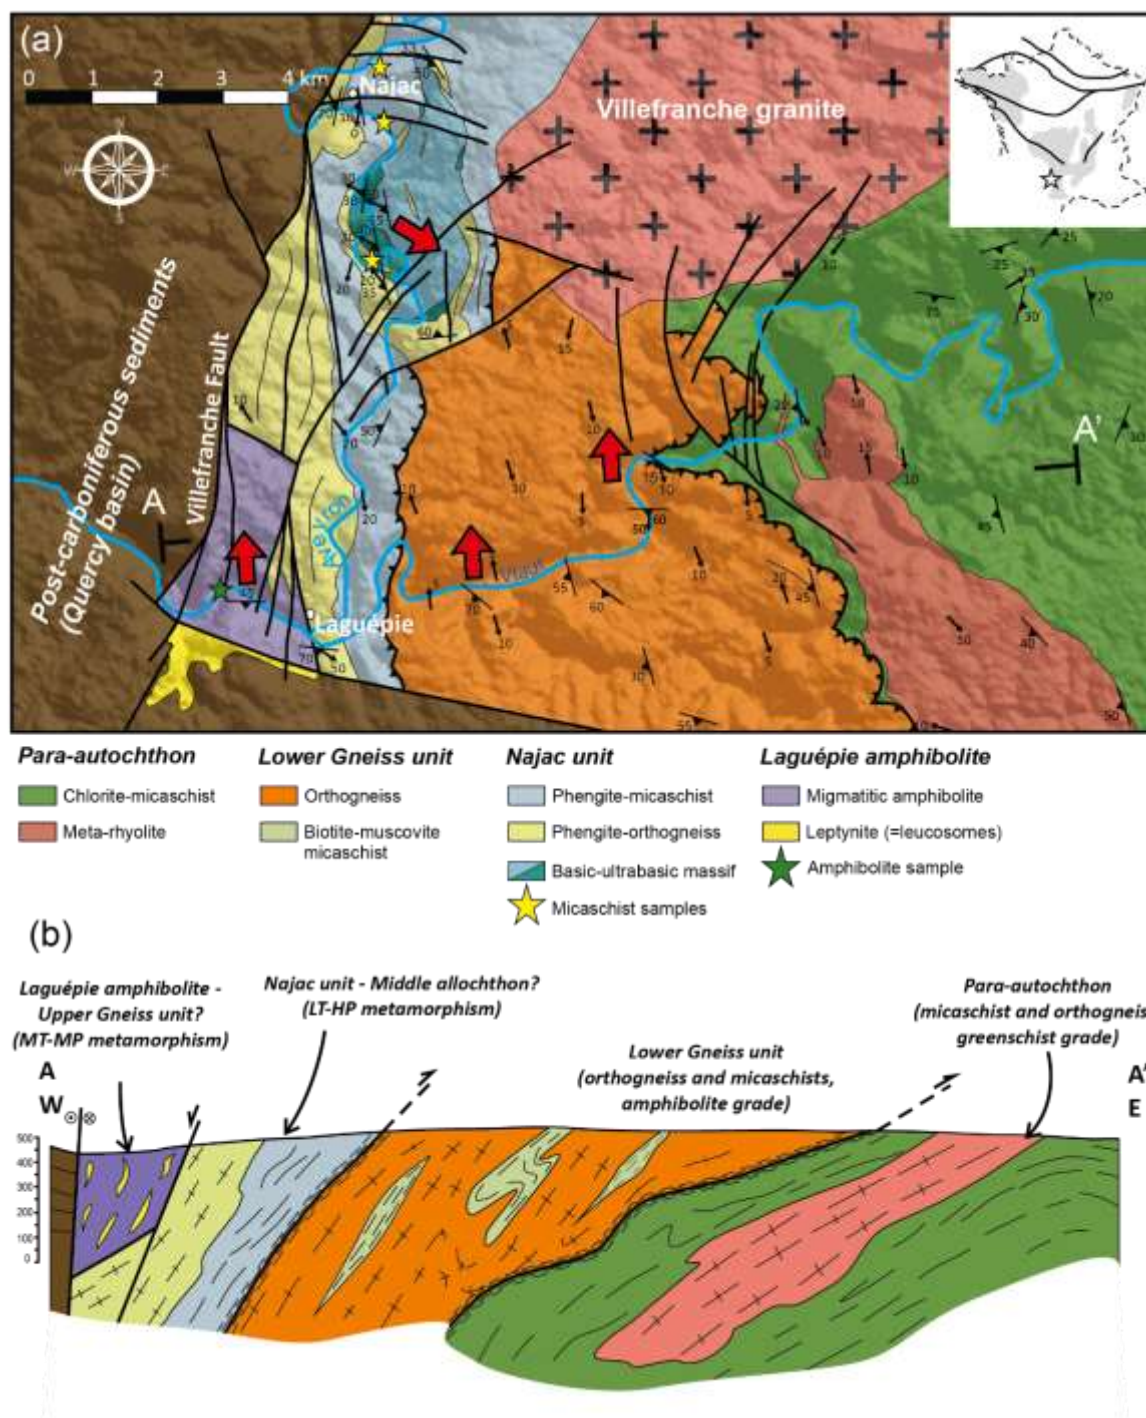 (a)
0 1 2 3 4 km
Najac
Villefranche granite
Post-carboniferous sediments
(Quercy basin)
Villefranche Fault
A
A'
Aveyron
Viaur
Laguépie
Para-autochthon
Chlorite-micaschist
Meta-rhyolite
Lower Gneiss unit
Orthogneiss
Biotite-muscovite
micaschist
Najac unit
Phengite-micaschist
Phengite-orthogneiss
Basic-ultrabasic massif
Micaschist samples
Laguépie amphibolite
Migmatitic amphibolite
Leptynite (=leucosomes)
Amphibolite sample
(b)
Laguépie amphibolite -
Upper Gneiss unit?
(MT-MP metamorphism)
Najac unit - Middle allochthon?
(LT-HP metamorphism)
Lower Gneiss unit
(orthogneiss and micaschists,
amphibolite grade)
Para-autochthon
(micaschist and orthogneis
greenschist grade)
A
W
A'
E
500
400
300
200
100
0